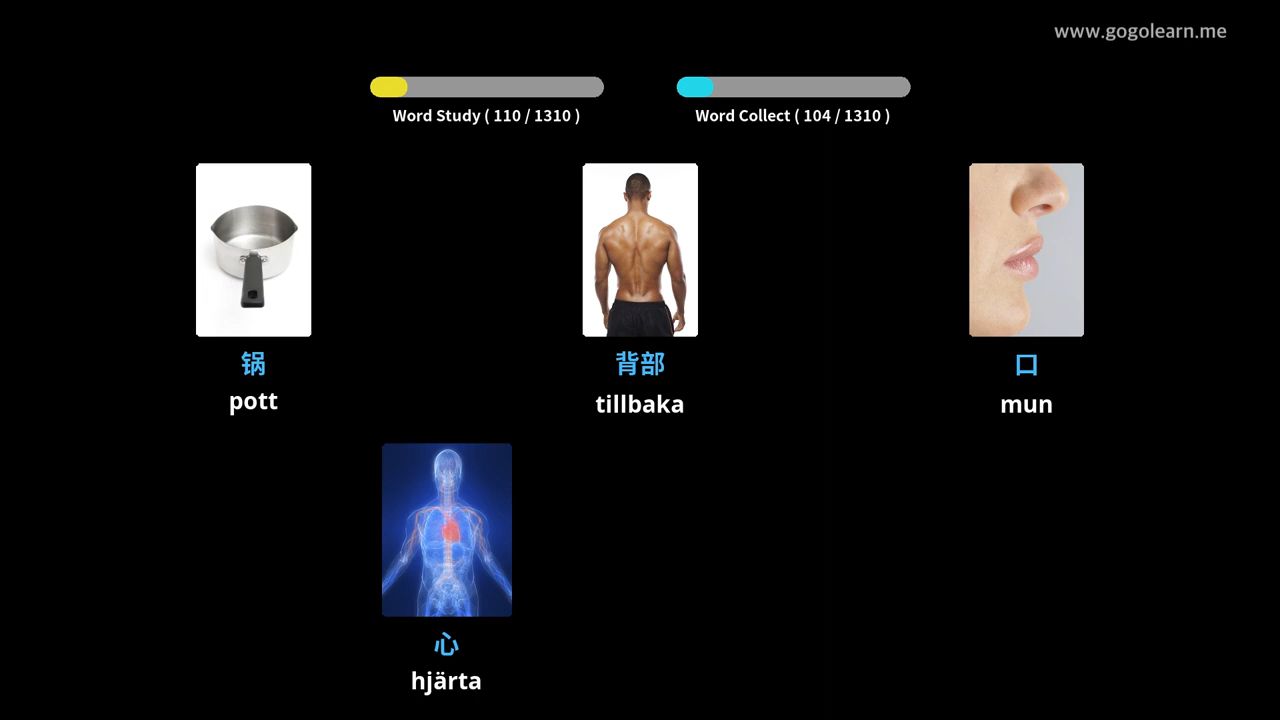 www.gogolearn.me
Word Study ( 110 / 1310 )
Word Collect ( 104 / 1310 )
锅
pott
背部
tillbaka
口
mun
心
hjärta